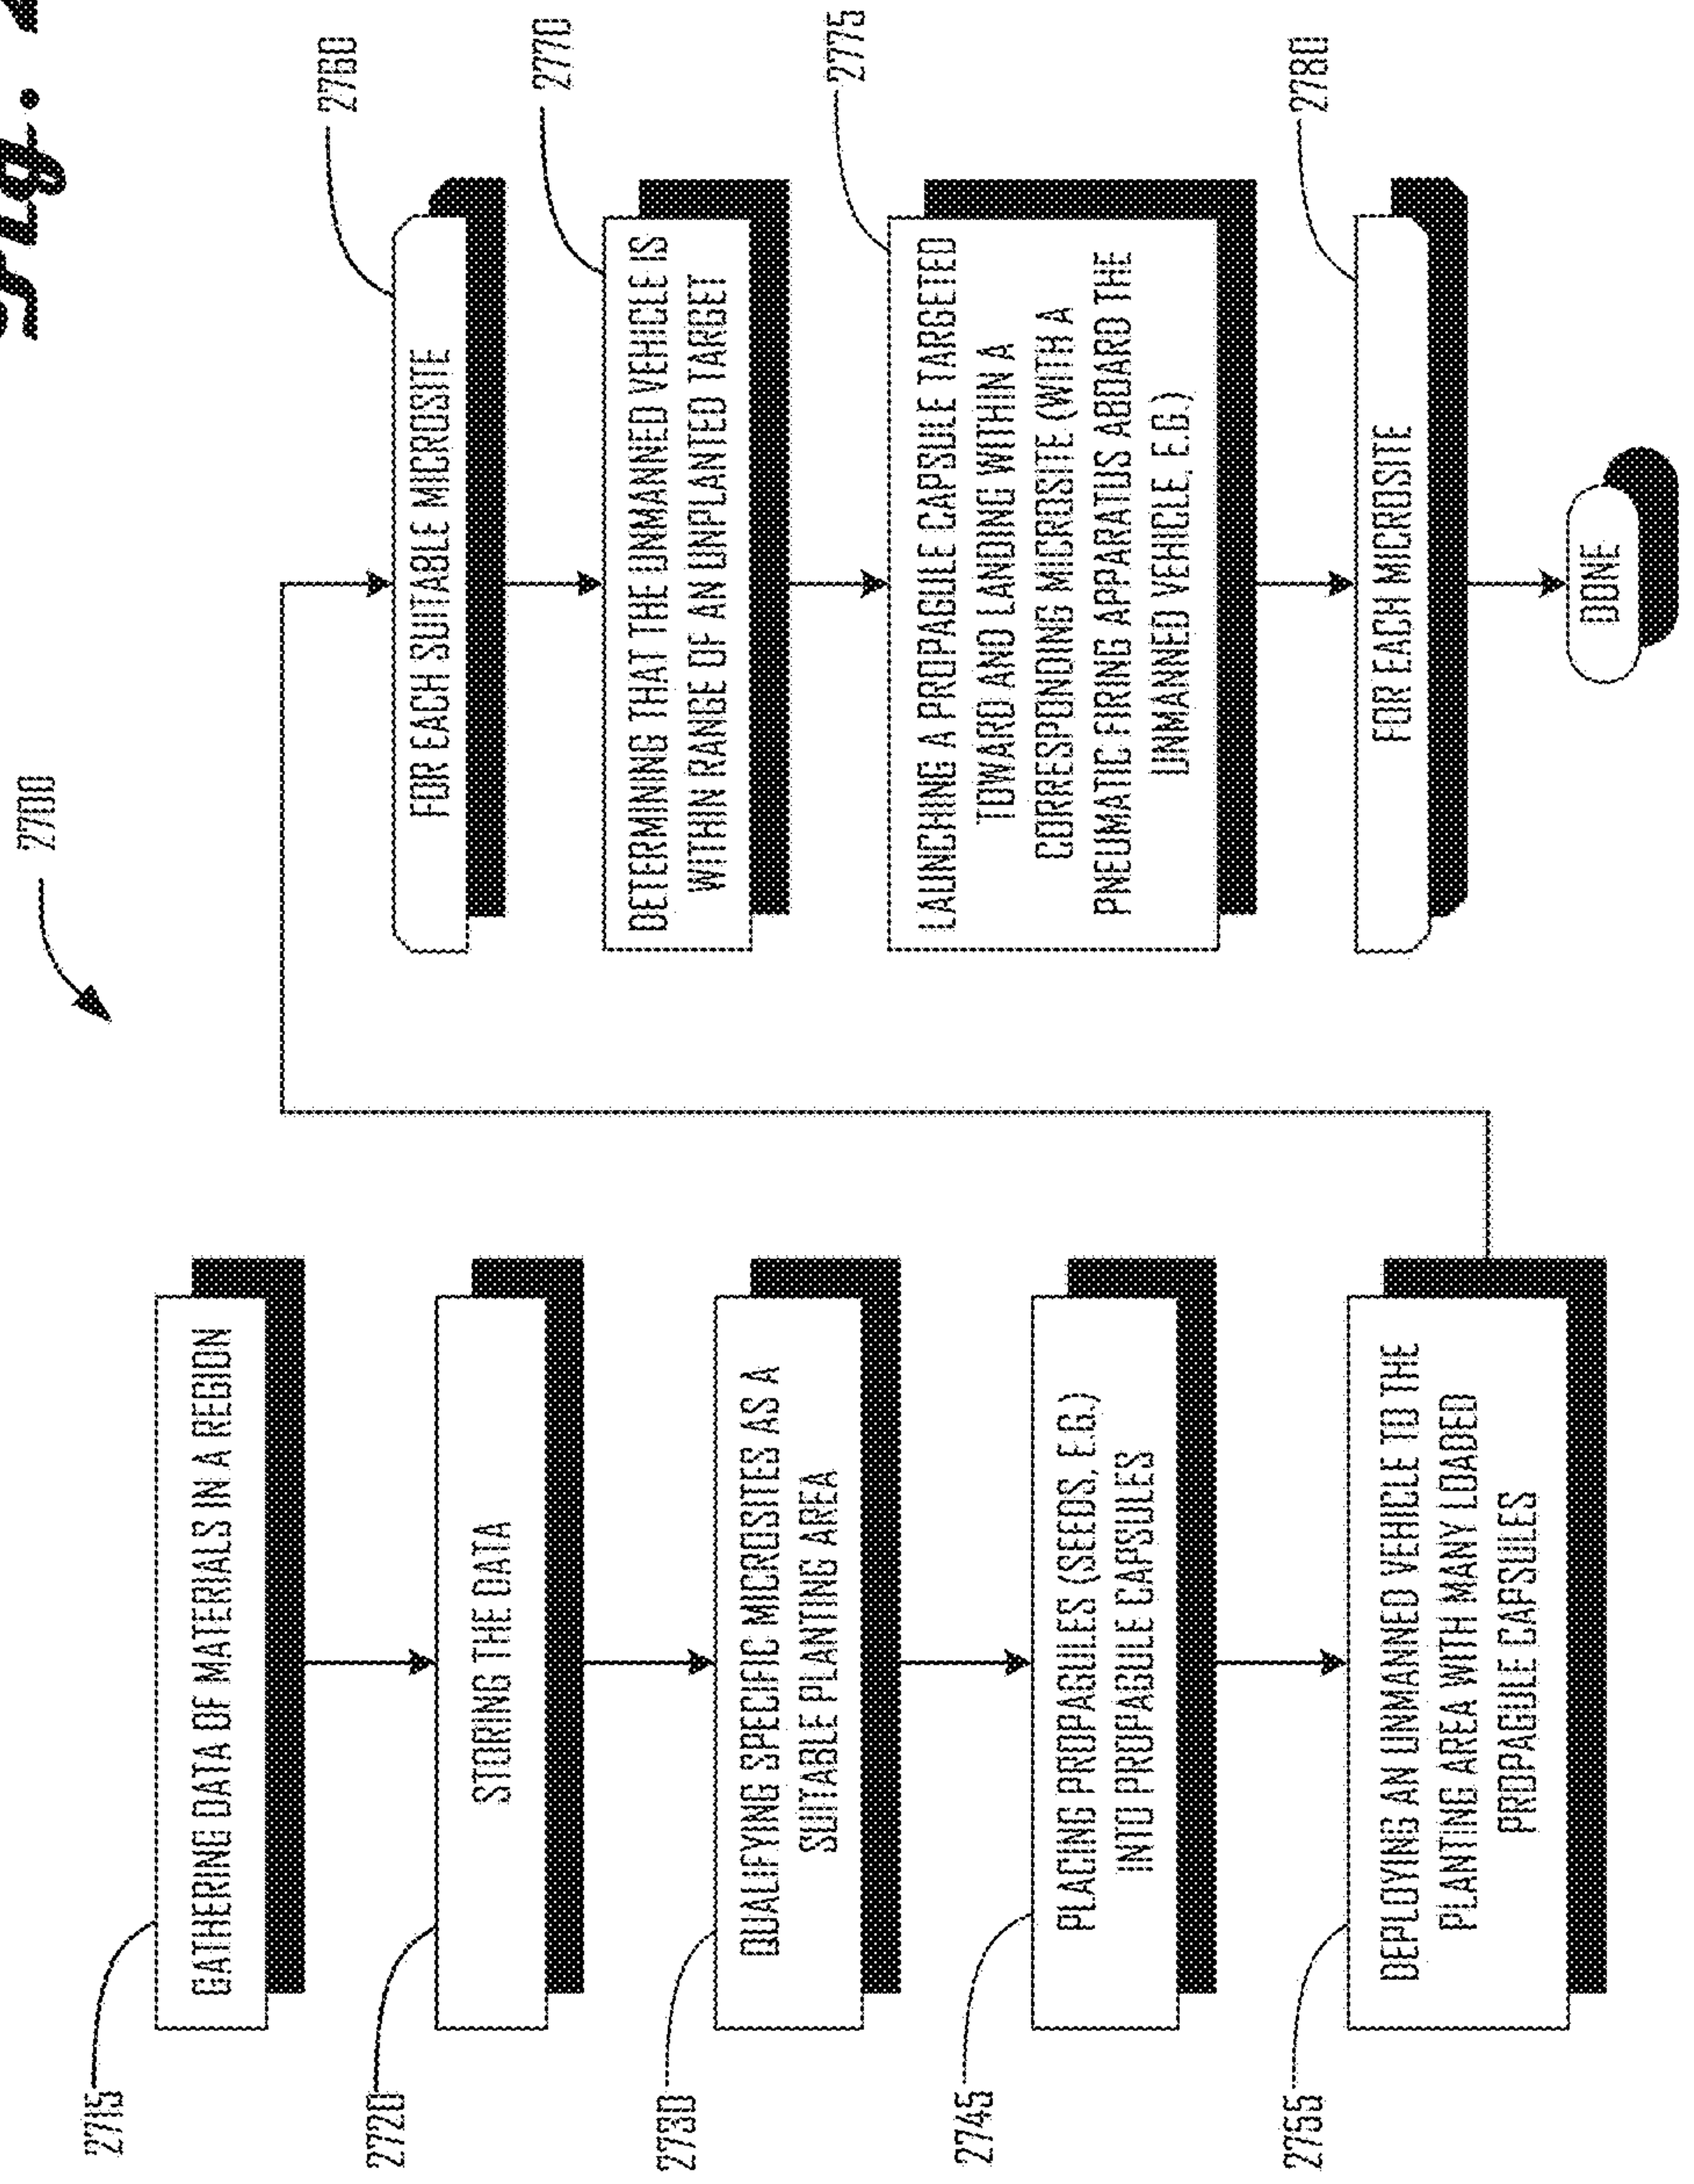 Fig.
2700
2715
GATHERING DATA OF MATERIALS IN A REGION
2720
STORING THE DATA
2730
QUALIFYING SPECIFIC MICROSITES AS A
SUITABLE PLANTING AREA
2745
PLACING PROPAGULES (SEEDS, E.G.)
INTO PROPAGULE CAPSULES
2755
DEPLOYING AN UNMANNED VEHICLE TO THE
PLANTING AREA WITH MANY LOADED
PROPAGULE CAPSULES
2760
FOR EACH SUITABLE MICROSITE
2770
DETERMINING THAT THE UNMANNED VEHICLE IS
WITHIN RANGE OF AN UNPLANTED TARGET
2775
LAUNCHING A PROPAGULE CAPSULE TARGETED
TOWARD AND LANDING WITHIN A
CORRESPONDING MICROSITE (WITH A
PNEUMATIC FIRING APPARATUS ABOARD THE
UNMANNED VEHICLE, E.G.)
2780
FOR EACH MICROSITE
DONE